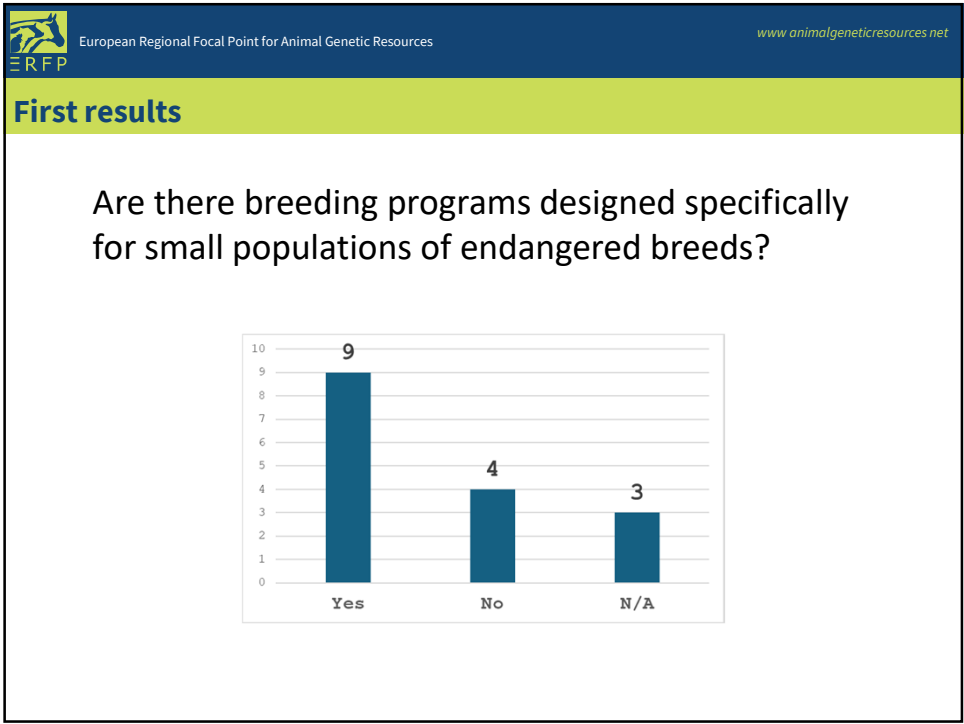 European Regional Focal Point for Animal Genetic Resources
www animalgeneticresources net
ERFP
First results
Are there breeding programs designed specifically
for small populations of endangered breeds?
10
9
8
7
6
5
4
3
2
1
0
9
4
3
Yes No N/A